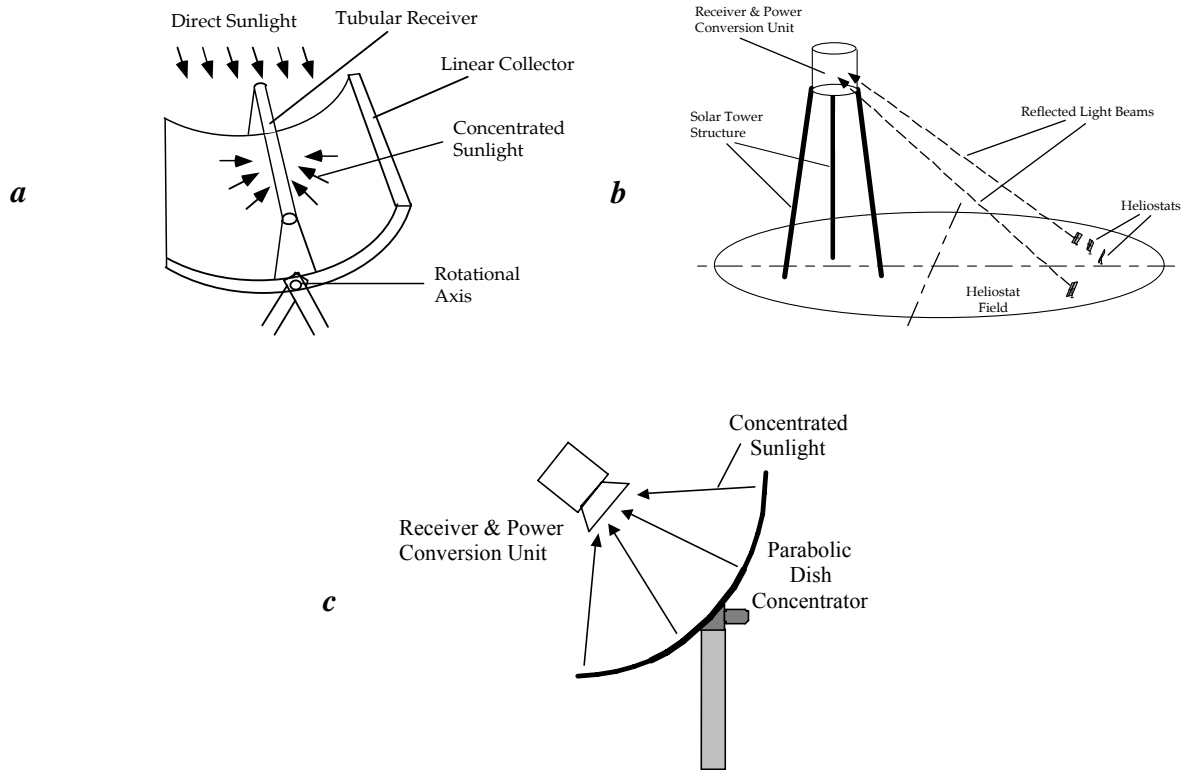 Direct Sunlight
Tubular Receiver
Linear Collector
Concentrated
Sunlight
Rotational
Axis
a
Receiver & Power
Conversion Unit
Solar Tower
Structure
Reflected Light Beams
Heliostats
Heliostat
Field
b
Concentrated
Sunlight
Receiver & Power
Conversion Unit
Parabolic
Dish
Concentrator
c